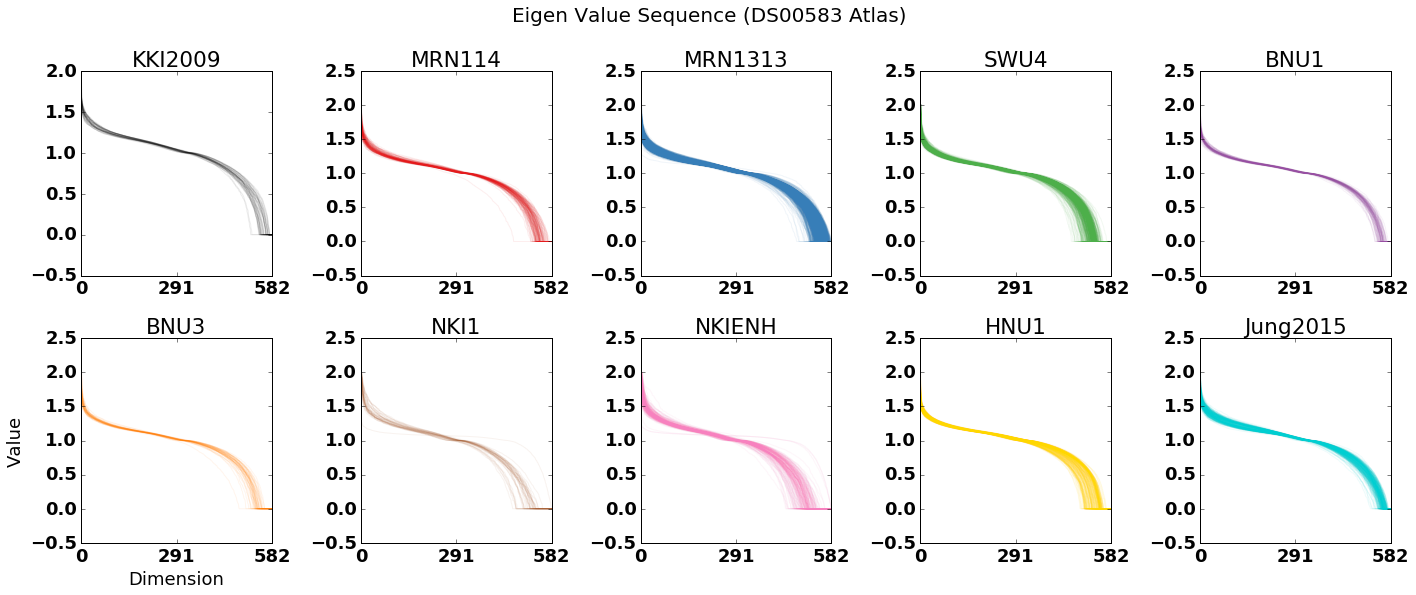 Eigen Value Sequence (DS00583 Atlas)
KKI2009 MRN114 MRN1313 SWU4 BNU1
2.0 2.5 2.5 2.5 2.5
1.5 2.0 2.0 2.0 2.0
1.0 1.5 1.5 1.5 1.5
0.5 1.0 1.0 1.0 1.0
0.0 0.5 0.5 0.5 0.5
−0.5 0.0 0.0 0.0 0.0
−0.5 −0.5 −0.5 −0.5
0 291 582 0 291 582 0 291 582 0 291 582 0 291 582
BNU3 NKI1 NKIENH HNU1 Jung2015
2.5 2.5 2.5 2.5 2.5
2.0 2.0 2.0 2.0 2.0
1.5 1.5 1.5 1.5 1.5
1.0 1.0 1.0 1.0 1.0
0.5 0.5 0.5 0.5 0.5
0.0 0.0 0.0 0.0 0.0
−0.5 −0.5 −0.5 −0.5 −0.5
0 291 582 0 291 582 0 291 582 0 291 582 0 291 582
Value
Dimension